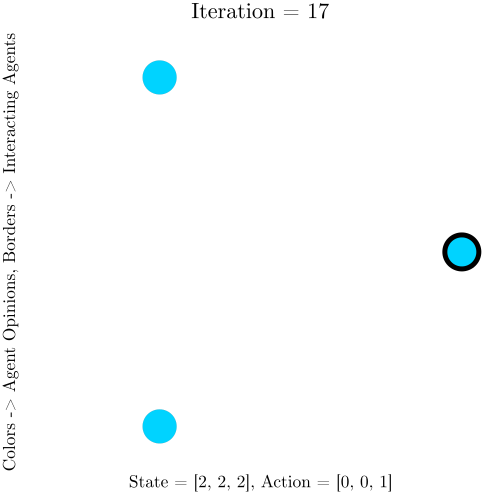 Iteration = 17
Colors -> Agent Opinions, Borders -> Interacting Agents
State = [2, 2, 2], Action = [0, 0, 1]